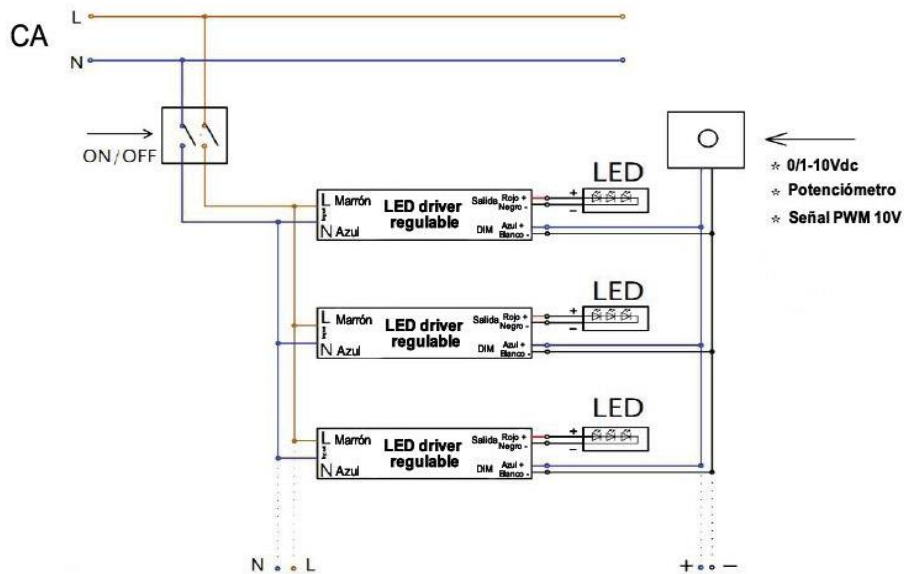 L
CA
N
ON/OFF
LED
* 0/1-10Vdc
* Potenciómetro
* Señal PWM 10V
L Marrón
LED driver
regulable
N Azul
Salida Rojo +
Negro -
DIM Azul +
Blanco -
+
−
LED
L Marrón
LED driver
regulable
N Azul
Salida Rojo +
Negro -
DIM Azul +
Blanco -
+
−
LED
L Marrón
LED driver
regulable
N Azul
Salida Rojo +
Negro -
DIM Azul +
Blanco -
+
−
N L
+ −